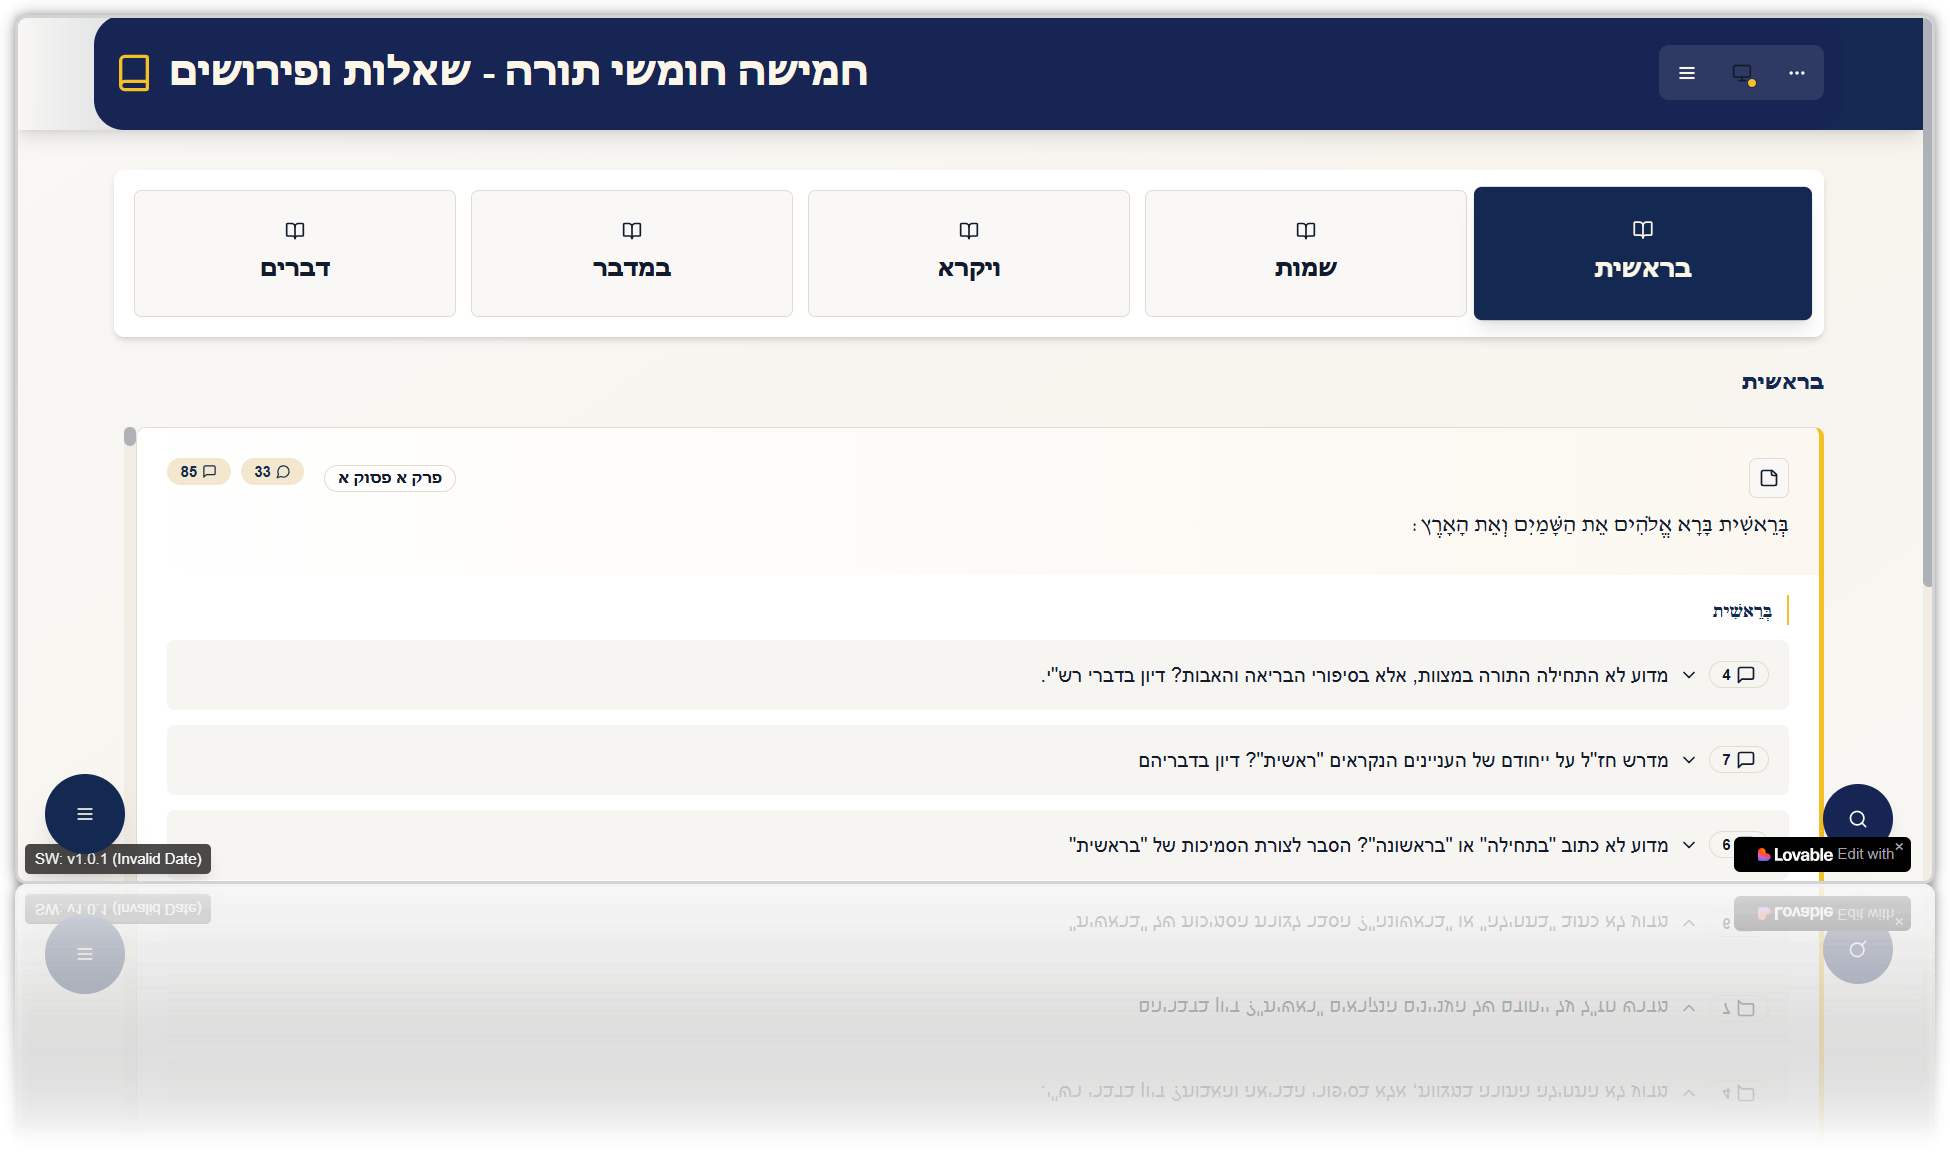 חמישה חומשי תורה - שאלות ופירושים
בראשית
שמות
ויקרא
במדבר
דברים
בראשית
פרק א פסוק א
33
85
בְּרֵאשִׁית בָּרָא אֱלֹהִים אֵת הַשָּׁמַיִם וְאֵת הָאָרֶץ:
בְּרֵאשִׁית
4 מדוע לא התחילה התורה במצוות, אלא בסיפורי הבריאה והאבות? דיון בדברי רש"י.
7 מדרש חז"ל על ייחודם של העניינים הנקראים "ראשית"? דיון בדבריהם
6 מדוע לא כתוב "בתחילה" או "בראשונה"? הסבר לצורת הסמיכות של "בראשית"
SW: v1.0.1 (Invalid Date)
Lovable Edit with